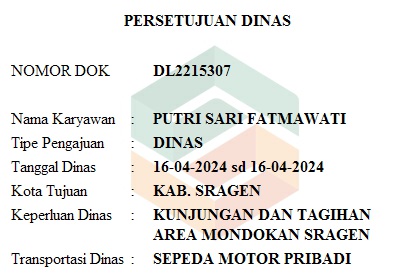 PERSETUJUAN DINAS
NOMOR DOK DL2215307
Nama Karyawan : PUTRI SARI FATMAWATI
Tipe Pengajuan : DINAS
Tanggal Dinas : 16-04-2024 sd 16-04-2024
Kota Tujuan : KAB. SRAGEN
Keperluan Dinas : KUNJUNGAN DAN TAGIHAN
AREA MONDOKAN SRAGEN
Transportasi Dinas : SEPEDA MOTOR PRIBADI